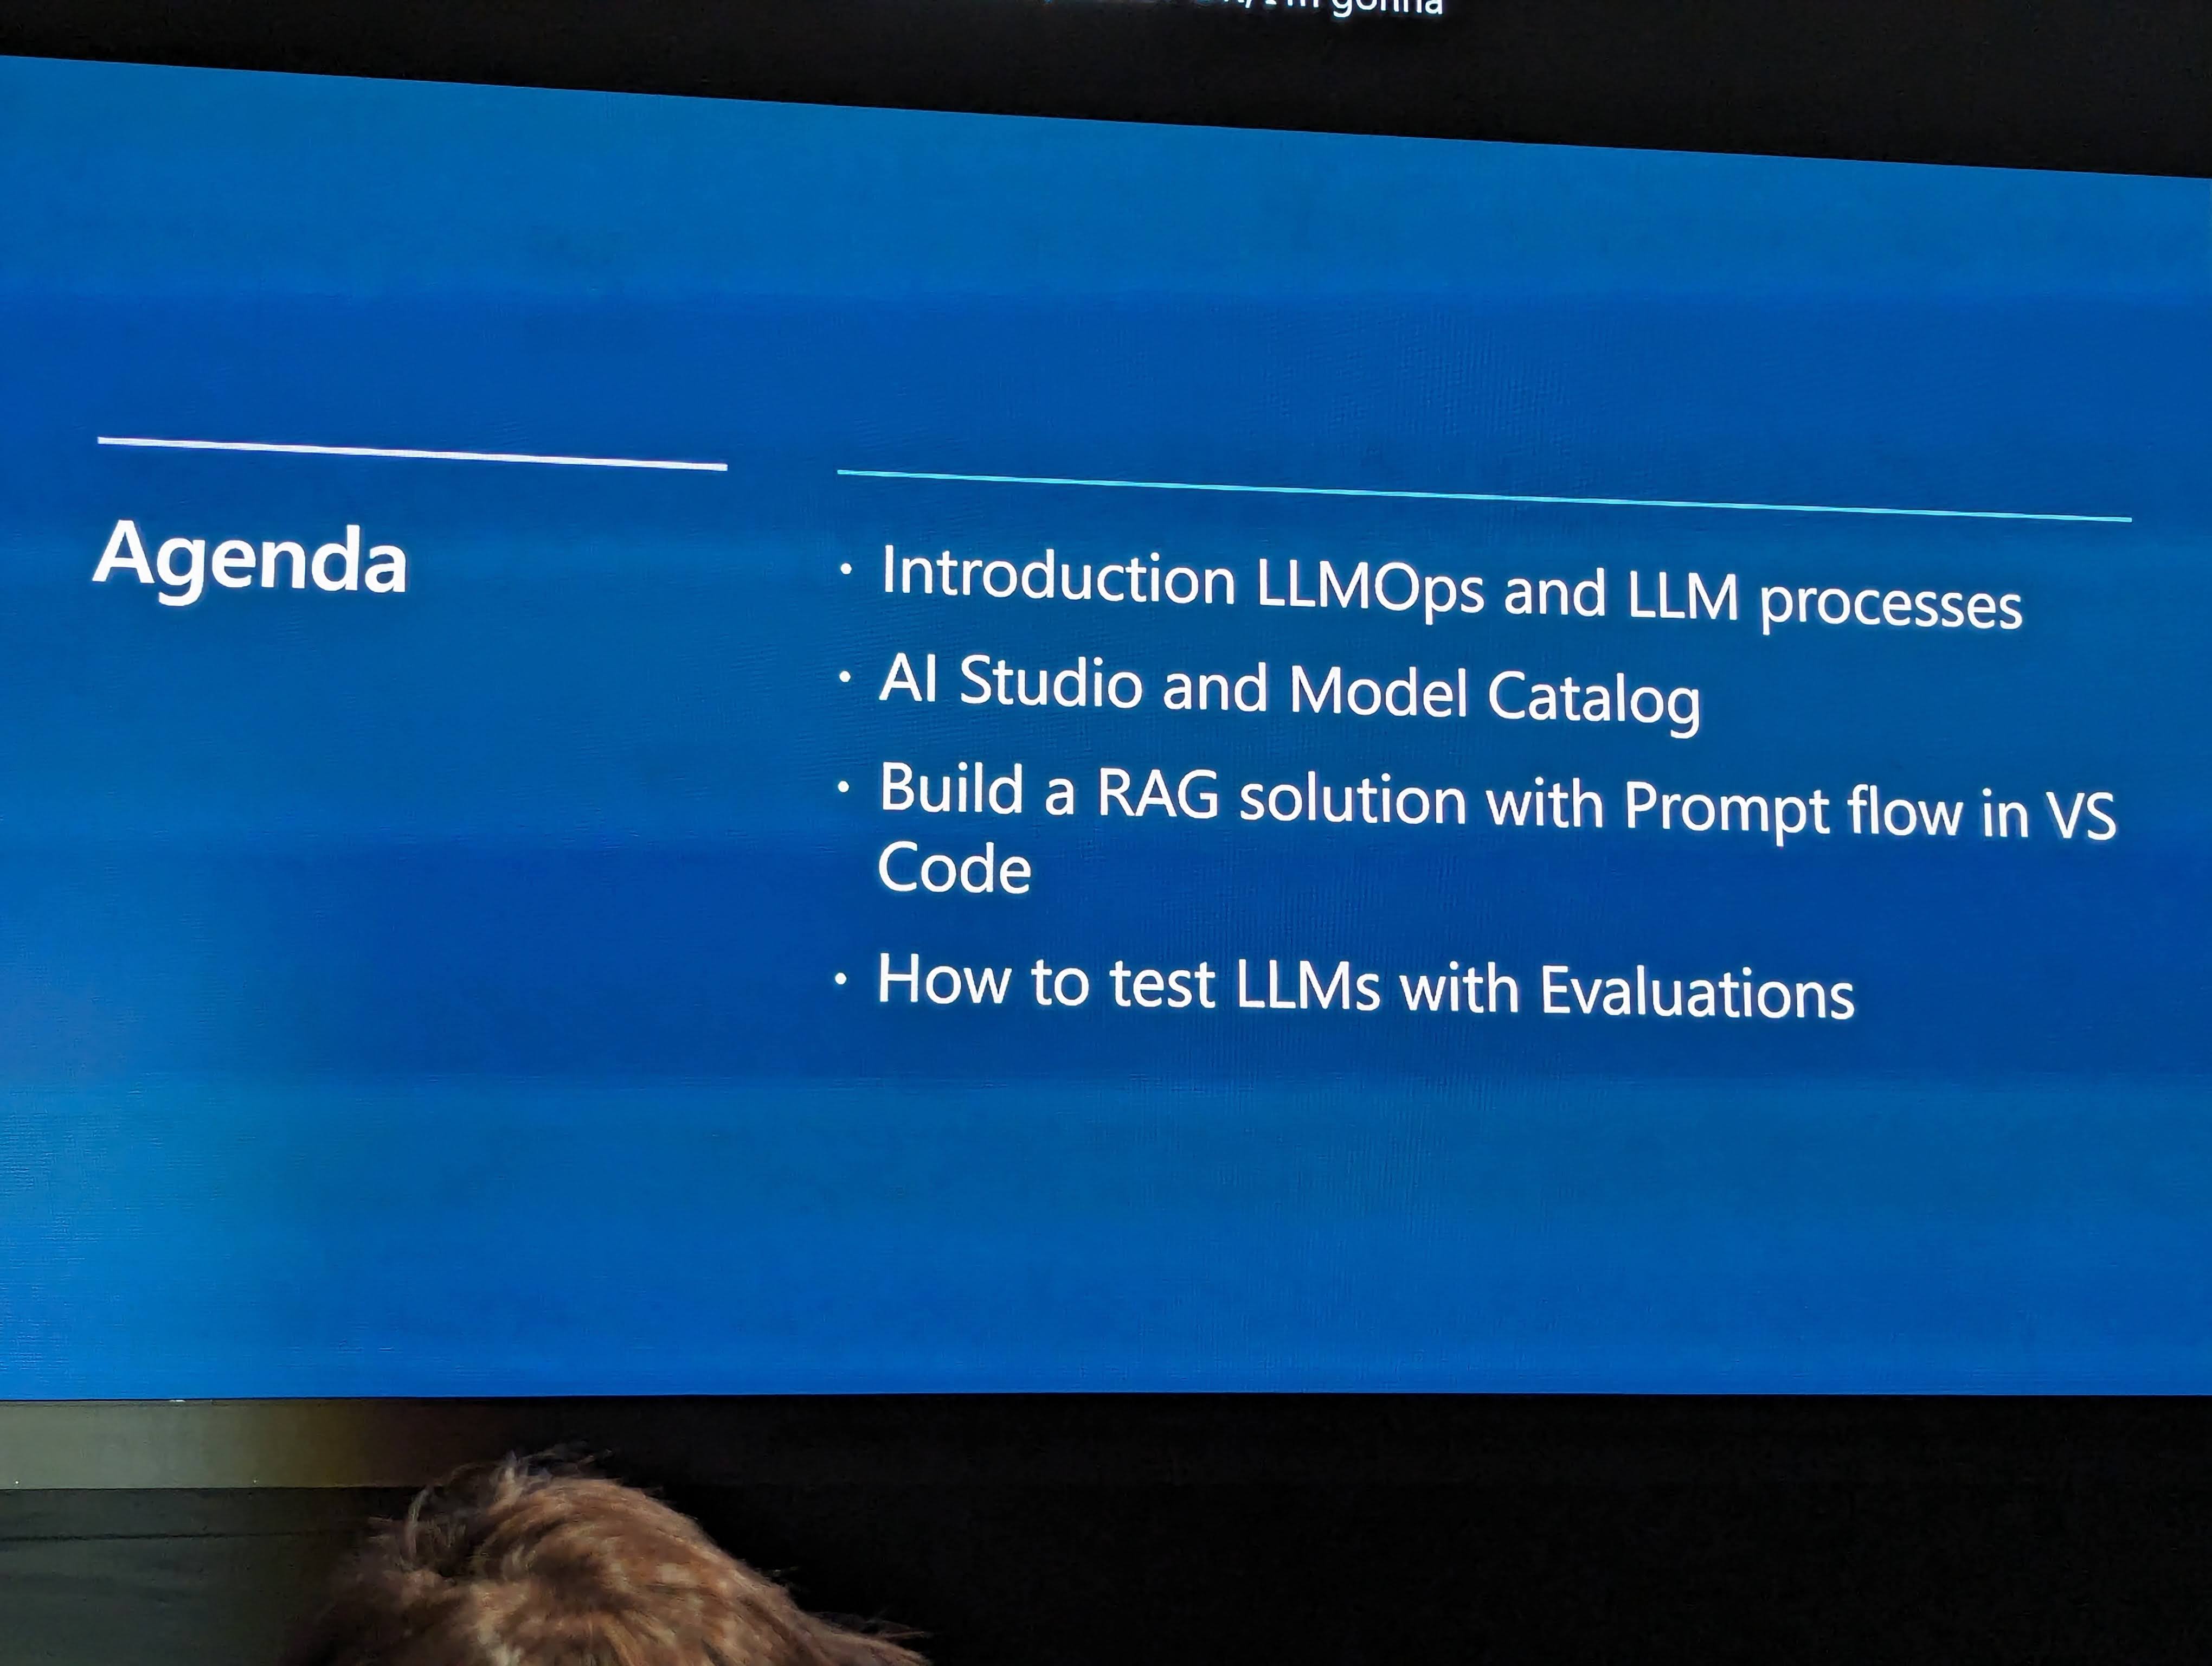 gonna
Agenda
• Introduction LLMOps and LLM processes
• AI Studio and Model Catalog
• Build a RAG solution with Prompt flow in VS
Code
• How to test LLMs with Evaluations